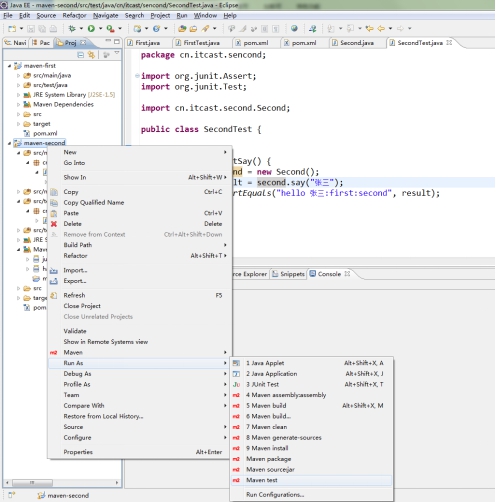 Java EE - maven-second/src/test/java/cn/itcast/sencond/SecondTest.java - Eclipse
File Edit Source Refactor Navigate Search Project Run Window Help
Navi Pac Proj
First.java FirstTest.java pom.xml pom.xml Second.java SecondTest.java
maven-first
src/main/java
src/test/java
JRE System Library [J2SE-1.5]
Maven Dependencies
src
target
pom.xml
maven-second
package cn.itcast.sencond;
import org.junit.Assert;
import org.junit.Test;
import cn.itcast.second.Second;
public class SecondTest {
tSay() {
nd = new Second();
lt = second.say("张三");
rtEquals("hello 张三:first:second", result);
src/n
cr
src/n
src/te
cr
JRE S
Mav
ju
h
m
src
targe
pom
New
Go Into
Show In Alt+Shift+W
Copy Ctrl+C
Copy Qualified Name
Paste Ctrl+V
Delete Delete
Remove from Context Ctrl+Alt+Shift+Down
Build Path
Refactor Alt+Shift+T
Import...
Export...
Refresh F5
Close Project
Close Unrelated Projects
Validate
Show in Remote Systems view
Maven
Run As
Debug As
Profile As
Team
Compare With
Restore from Local History...
Source
Configure
Properties Alt+Enter
rce Explorer Snippets Console
1 Java Applet Alt+Shift+X, A
2 Java Application Alt+Shift+X, J
3 JUnit Test Alt+Shift+X, T
4 Maven assembly:assembly
5 Maven build Alt+Shift+X, M
6 Maven build...
7 Maven clean
8 Maven generate-sources
9 Maven install
Maven package
Maven sourcejar
Maven test
Run Configurations...
maven-second